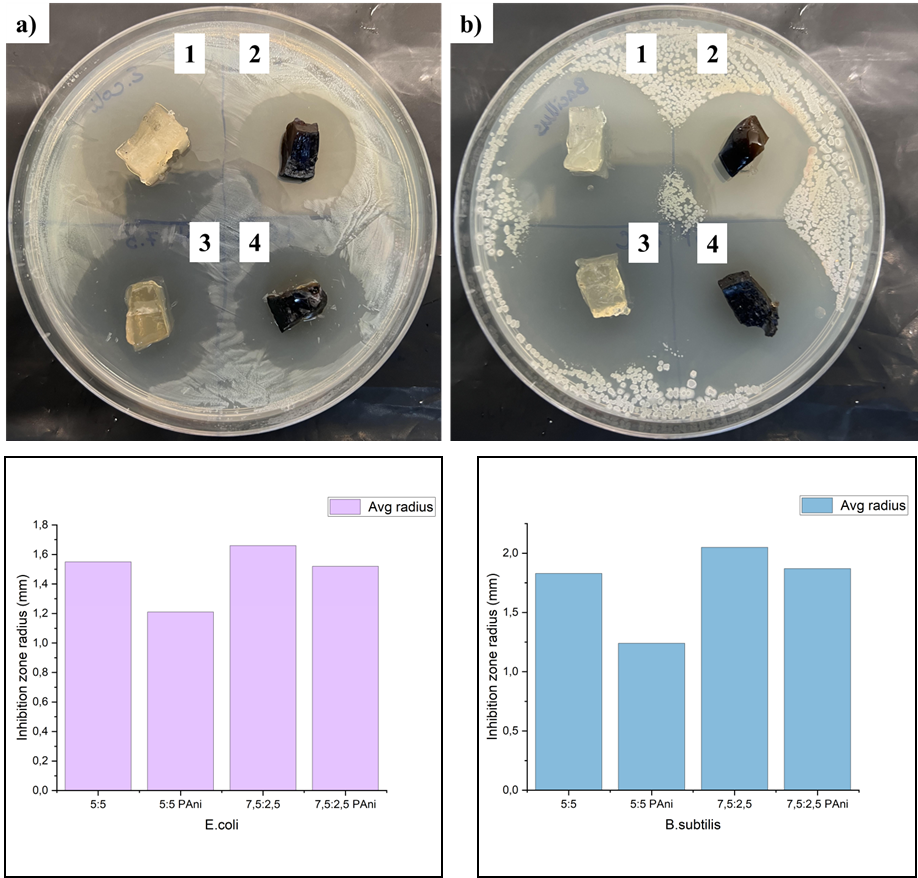 a)
1
2
E. Coli.
3
4
7.5
b)
1
2
Bacillus
3
4
Avg radius
Inhibition zone radius (mm)
1,8
1,6
1,4
1,2
1,0
0,8
0,6
0,4
0,2
0,0
5:5
5:5 PAni
7,5:2,5
7,5:2,5 PAni
E.coli
Avg radius
Inhibition zone radius (mm)
2,0
1,5
1,0
0,5
0,0
5:5
5:5 PAni
7,5:2,5
7,5:2,5 PAni
B.subtilis